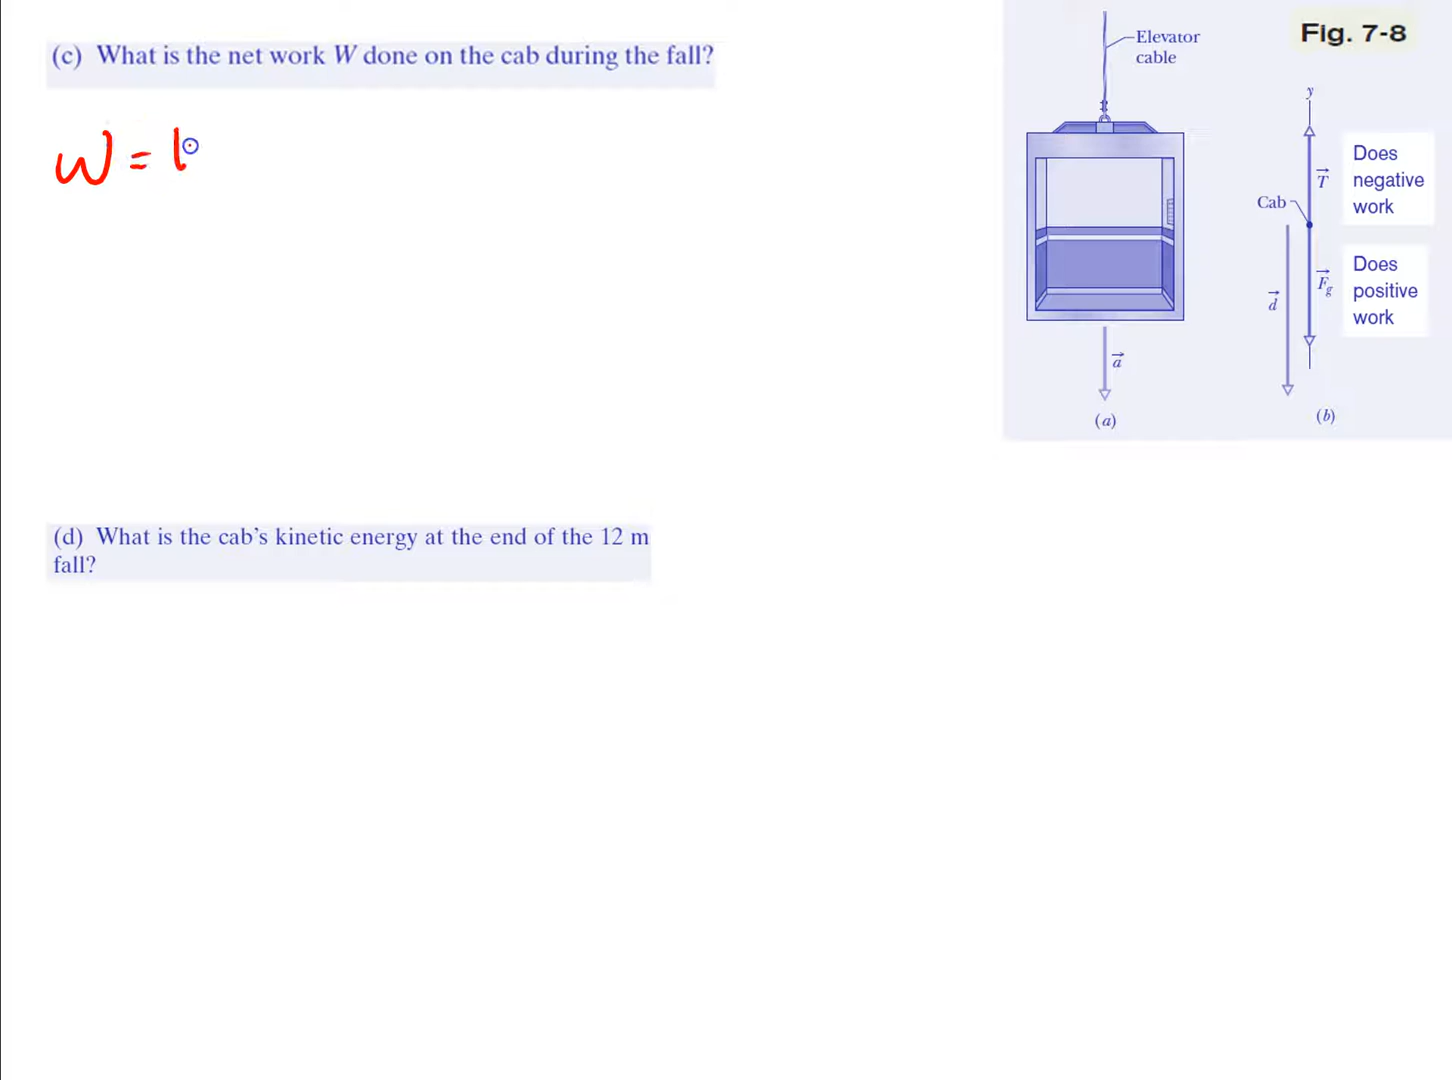 (c) What is the net work W done on the cab during the fall?
W =
(d) What is the cab's kinetic energy at the end of the 12 m
fall?
Fig. 7-8
Elevator
cable
a
(a)
y
T
Does
negative
work
Cab
d
Fg
Does
positive
work
(b)